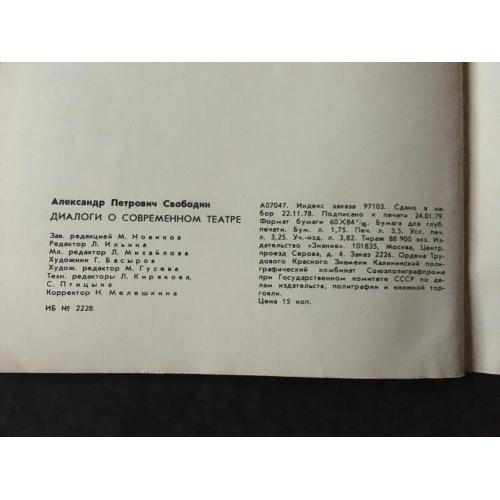 Александр Петрович Свободин
ДИАЛОГИ О СОВРЕМЕННОМ ТЕАТРЕ
Зав. редакцией М. Новиков
Редактор Л. Ильина
Мл. редактор Л. Михайлова
Художник Г. Басыров
Худож. редактор М. Гусева
Техн. редакторы Л. Кирякова,
С. Птицына
Корректор Н. Мелешкина
ИБ № 2228
А07047. Индекс заказа 97103. Сдано в на-
бор 22.11.78. Подписано к печати 24.01.79.
Формат бумаги 60×84 1/16. Бумага для глуб.
печати. Бум. л. 1,75. Печ. л. 3,5. Усл. печ.
л. 3,25. Уч.-изд. л. 3,82. Тираж 88 900 экз. Из-
дательство «Знание». 101835, Москва, Центр,
проезд Серова, д. 4. Заказ 2226. Ордена Тру-
дового Красного Знамени Калининский поли-
графический комбинат Союзполиграфпрома
при Государственном комитете СССР по де-
лам издательств, полиграфии и книжной тор-
говли.
Цена 15 коп.